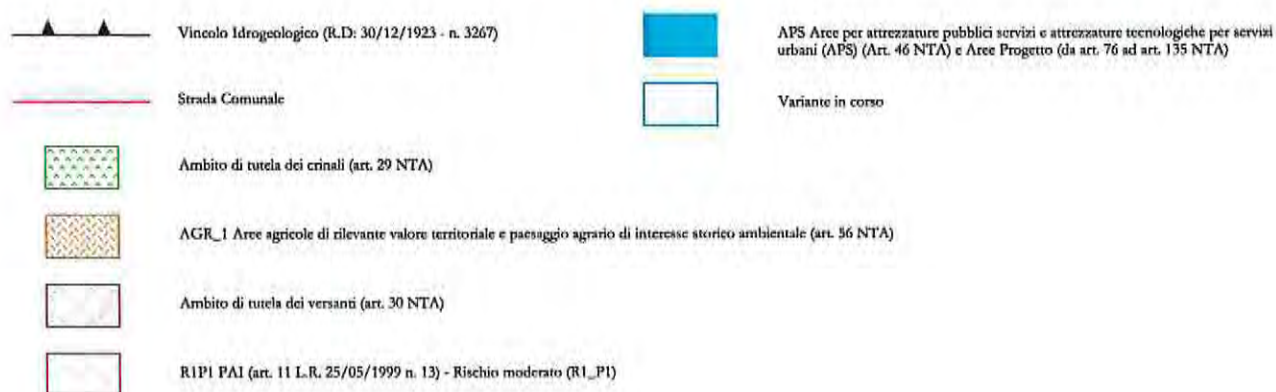 Vincolo Idrogeologico (R.D: 30/12/1923 - n. 3267)
Strada Comunale
Ambito di tutela dei crinali (art. 29 NTA)
AGR_1 Aree agricole di rilevante valore territoriale e paesaggio agrario di interesse storico ambientale (art. 56 NTA)
Ambito di tutela dei versanti (art. 30 NTA)
R1P1 PAI (art. 11 L.R. 25/05/1999 n. 13) - Rischio moderato (R1_P1)
APS Aree per attrezzature pubblici servizi e attrezzature tecnologiche per servizi
urbani (APS) (Art. 46 NTA) e Aree Progetto (da art. 76 ad art. 135 NTA)
Variante in corso